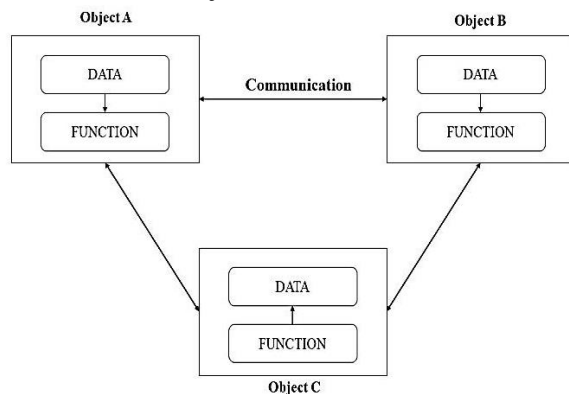 Object A
Object B
DATA
FUNCTION
Communication
DATA
FUNCTION
DATA
FUNCTION
Object C